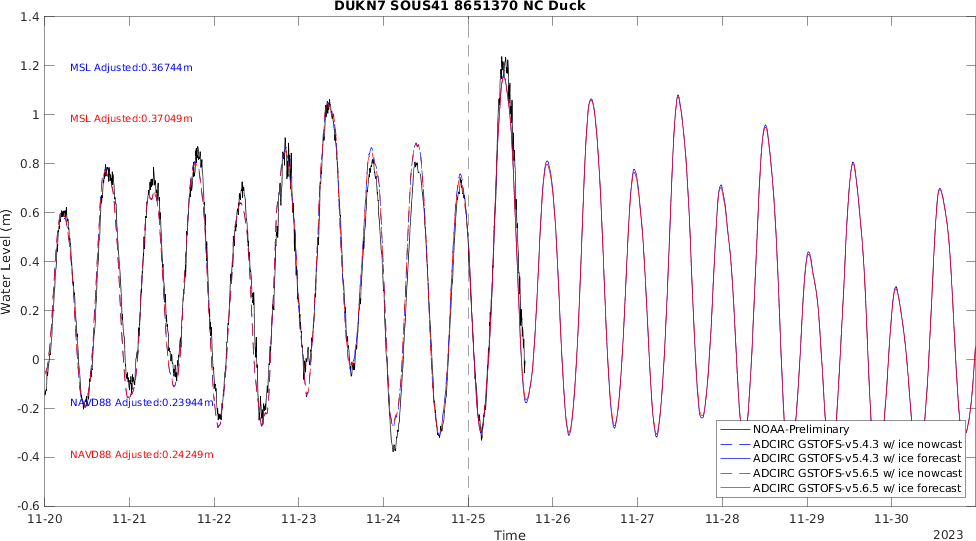 DUKN7 SOUS41 8651370 NC Duck
1.4
1.2
1
0.8
0.6
0.4
0.2
0
-0.2
-0.4
-0.6
Water Level (m)
MSL Adjusted:0.36744m
MSL Adjusted:0.37049m
NAVD88 Adjusted:0.23944m
NAVD88 Adjusted:0.24249m
NOAA-Preliminary
ADCIRC GSTOFS-v5.4.3 w/ ice nowcast
ADCIRC GSTOFS-v5.4.3 w/ ice forecast
ADCIRC GSTOFS-v5.6.5 w/ ice nowcast
ADCIRC GSTOFS-v5.6.5 w/ ice forecast
11-20 11-21 11-22 11-23 11-24 11-25 11-26 11-27 11-28 11-29 11-30
Time
2023